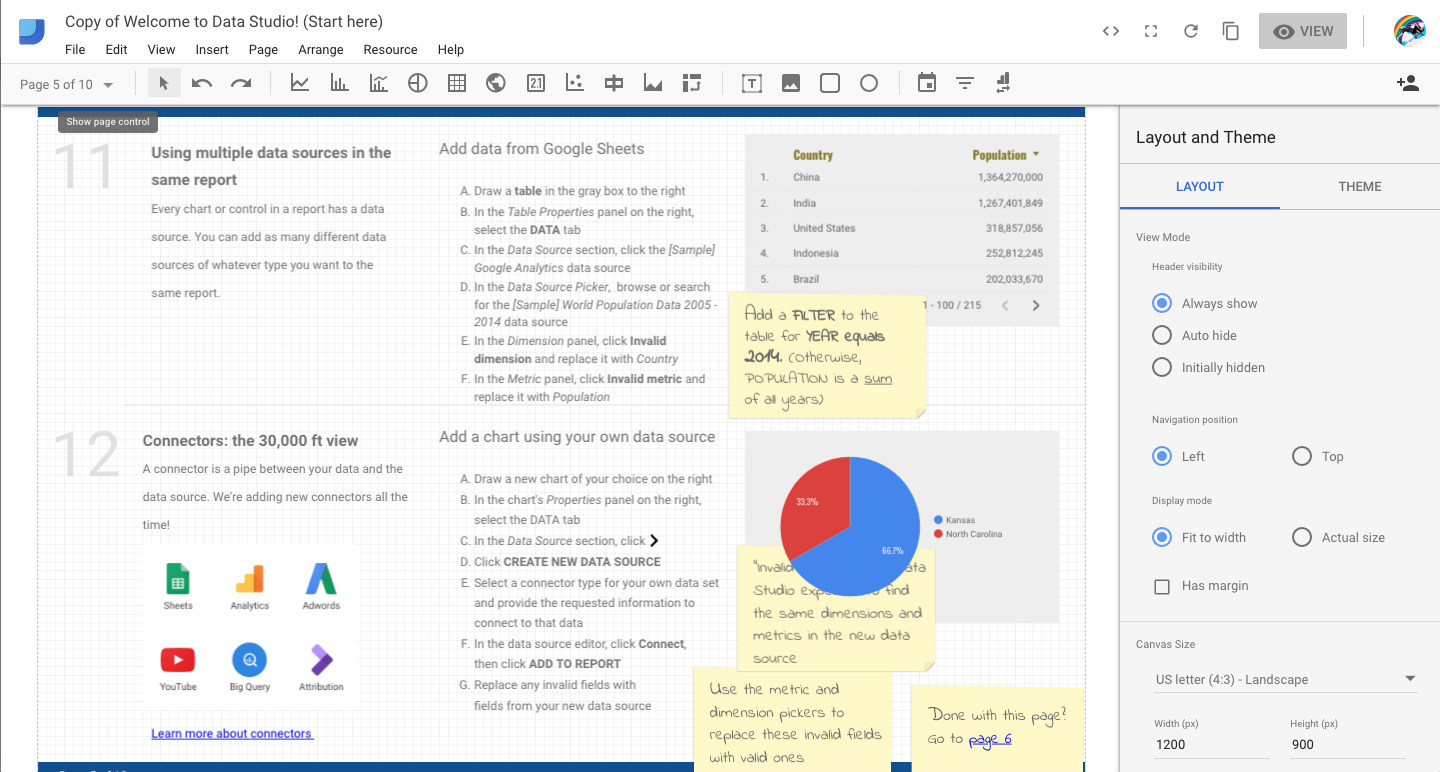 Copy of Welcome to Data Studio! (Start here)
File Edit View Insert Page Arrange Resource Help
VIEW
Page 5 of 10
21
T
Show page control
11
Using multiple data sources in the
same report
Every chart or control in a report has a data
source. You can add as many different data
sources of whatever type you want to the
same report.
Add data from Google Sheets
A. Draw a table in the gray box to the right
B. In the Table Properties panel on the right,
select the DATA tab
C. In the Data Source section, click the [Sample]
Google Analytics data source
D. In the Data Source Picker, browse or search
for the [Sample] World Population Data 2005 -
2014 data source
E. In the Dimension panel, click Invalid
dimension and replace it with Country
F. In the Metric panel, click Invalid metric and
replace it with Population
Country Population
1. China 1,364,270,000
2. India 1,267,401,849
3. United States 318,857,056
4. Indonesia 252,812,245
5. Brazil 202,033,670
1 - 100 / 215
Add a FILTER to the
table for YEAR equals
2014. (otherwise,
POPULATION is a sum
of all years)
12
Connectors: the 30,000 ft view
A connector is a pipe between your data and the
data source. We're adding new connectors all the
time!
Sheets Analytics Adwords
YouTube Big Query Attribution
Learn more about connectors
Add a chart using your own data source
A. Draw a new chart of your choice on the right
B. In the chart's Properties panel on the right,
select the DATA tab
C. In the Data Source section, click
D. Click CREATE NEW DATA SOURCE
E. Select a connector type for your own data set
and provide the requested information to
connect to that data
F. In the data source editor, click Connect,
then click ADD TO REPORT
G. Replace any invalid fields with
fields from your new data source
33.3%
66.7%
Kansas
North Carolina
"Invalid ata
Studio find
the same dimensions and
metrics in the new data
source
Use the metric and
dimension pickers to
replace these invalid fields
with valid ones
Done with this page?
Go to page 6
Layout and Theme
LAYOUT THEME
View Mode
Header visibility
Always show
Auto hide
Initially hidden
Navigation position
Left Top
Display mode
Fit to width Actual size
Has margin
Canvas Size
US letter (4:3) - Landscape
Width (px) Height (px)
1200 900